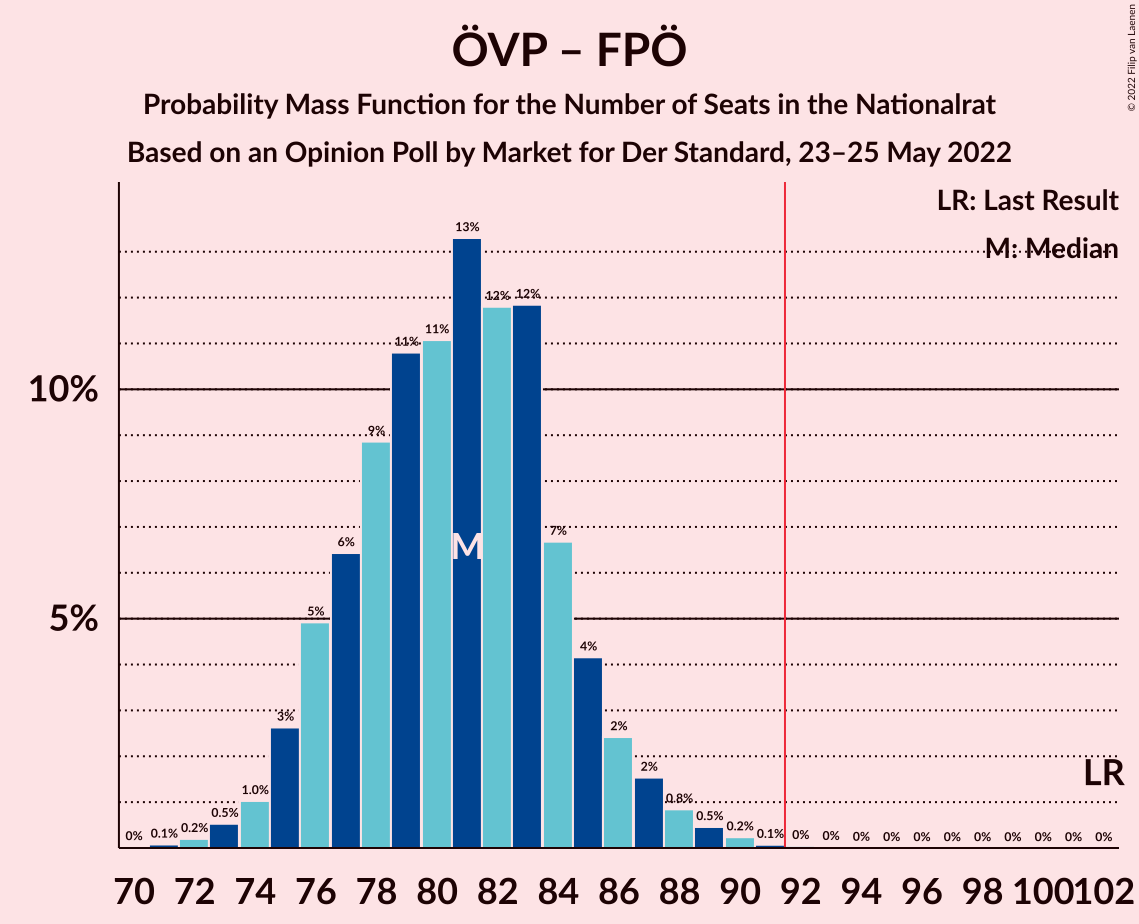 ÖVP – FPÖ
Probability Mass Function for the Number of Seats in the Nationalrat
Based on an Opinion Poll by Market for Der Standard, 23–25 May 2022
© 2022 Filip van Laenen
LR: Last Result
M: Median
10%
5%
0% 0.1% 0.2% 0.5% 1.0% 3% 5% 6% 9% 11% 11% 13% 12% 12% 7% 4% 2% 2% 0.8% 0.5% 0.2% 0.1% 0% 0% 0% 0% 0% 0% 0% 0% 0% 0% 0%
M
LR
70 72 74 76 78 80 82 84 86 88 90 92 94 96 98 100 102